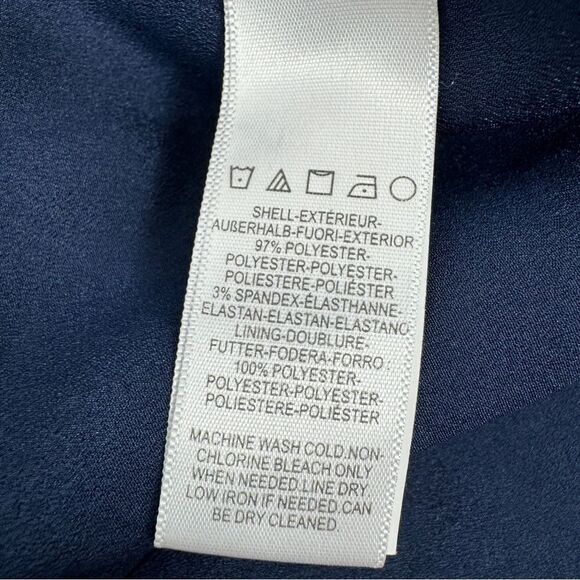 SHELL-EXTÉRIEUR-
AUßERHALB-FUORI-EXTERIOR
97% POLYESTER-
POLYESTER-POLYESTER-
POLIESTERE-POLIÉSTER
3% SPANDEX-ÉLASTHANNE-
ELASTAN-ELASTAN-ELASTANO
LINING-DOUBLURE-
FUTTER-FODERA-FORRO :
100% POLYESTER-
POLYESTER-POLYESTER-
POLIESTERE-POLIÉSTER
MACHINE WASH COLD.NON-
CHLORINE BLEACH ONLY
WHEN NEEDED.LINE DRY.
LOW IRON IF NEEDED.CAN
BE DRY CLEANED.